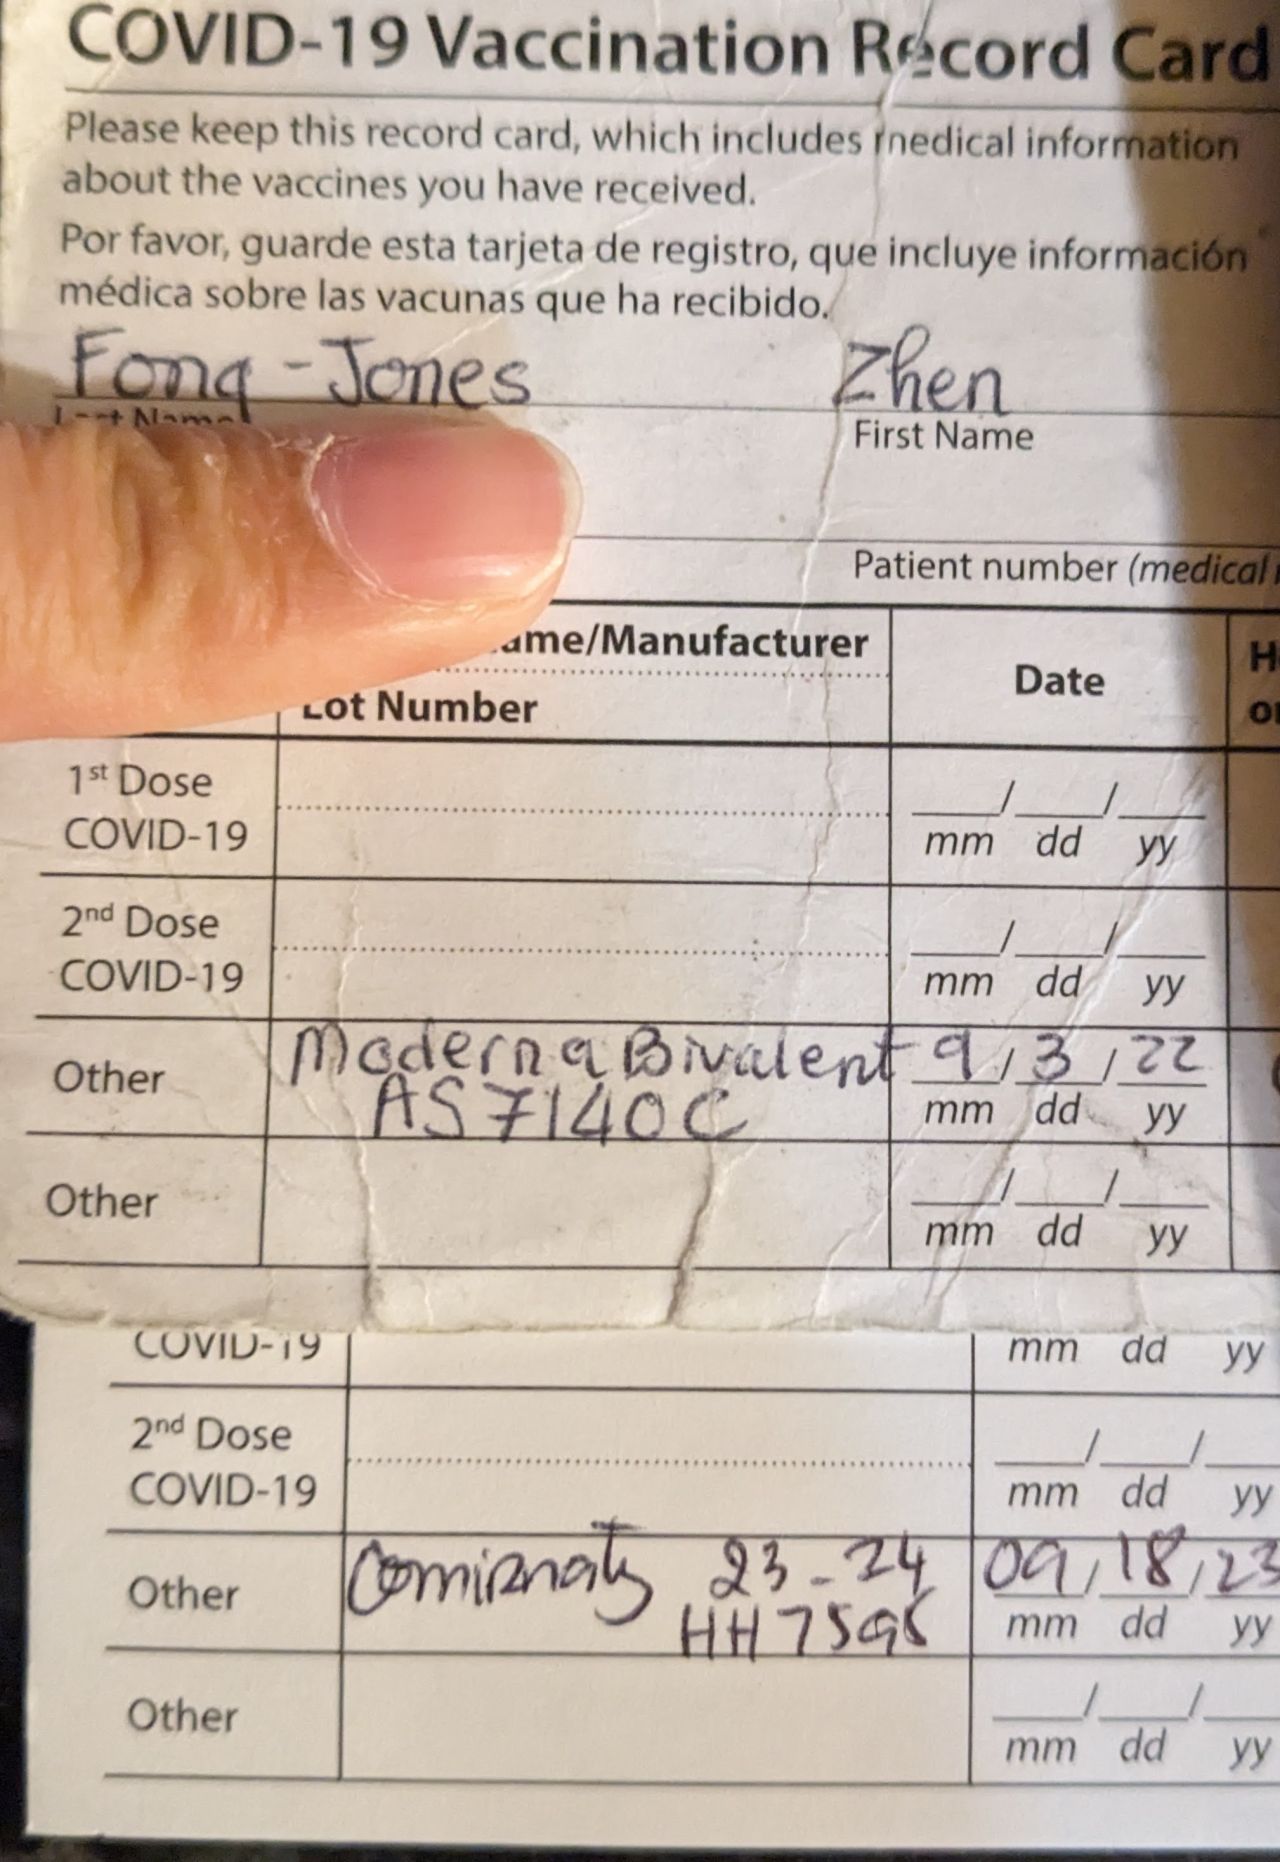 COVID-19 Vaccination Record Card
Please keep this record card, which includes medical information
about the vaccines you have received.
Por favor, guarde esta tarjeta de registro, que incluye información
médica sobre las vacunas que ha recibido.
Fong-Jones Zhen
Last Name First Name
Patient number (medical
ame/Manufacturer
Lot Number Date
1st Dose
COVID-19 / /
mm dd yy
2nd Dose
COVID-19 / /
mm dd yy
Other Moderna Bivalent 9/3/22
AS7140C mm dd yy
Other / /
mm dd yy
COVID-19 mm dd yy
2nd Dose
COVID-19 / /
mm dd yy
Other Comirnaty 23-24 09/18/23
mm dd yy
Other / /
mm dd yy